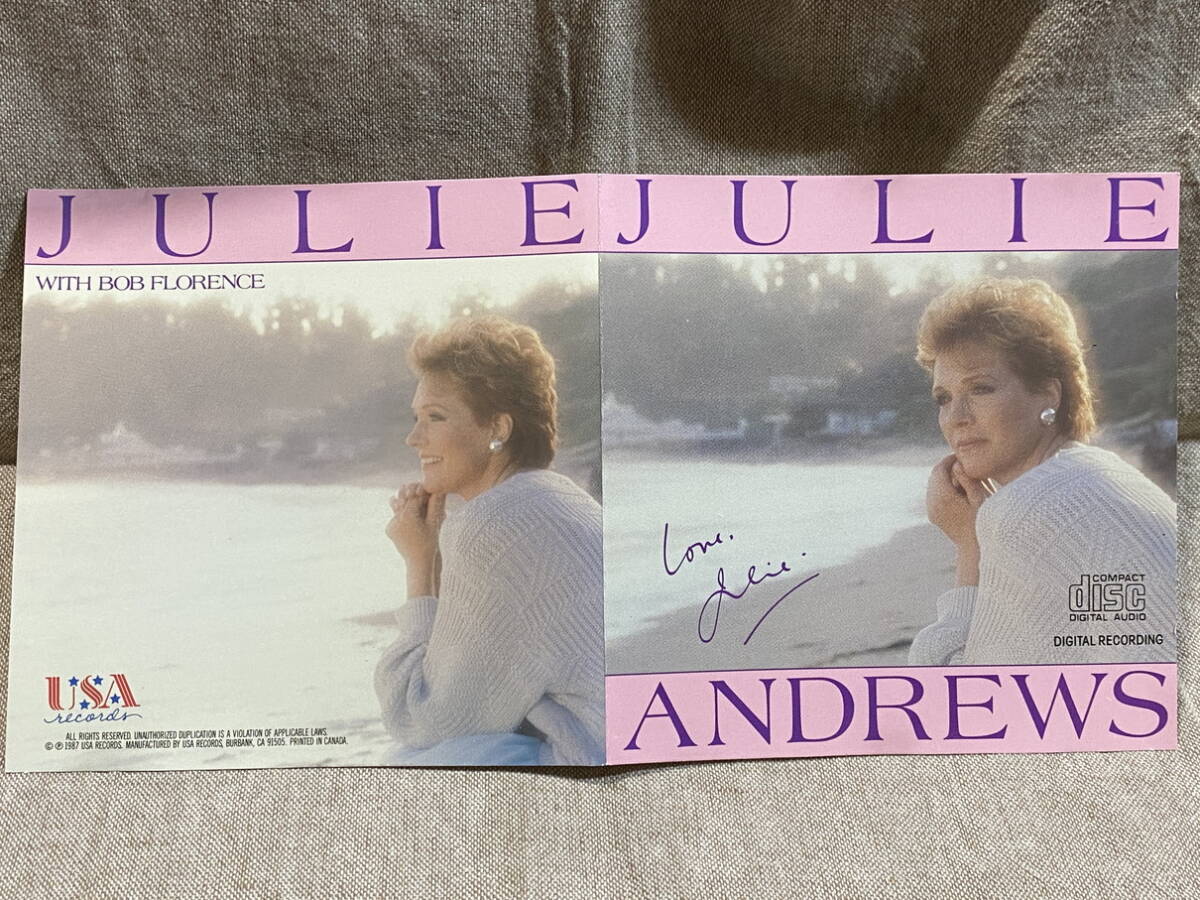 JULIE
WITH BOB FLORENCE
USA
records
ALL RIGHTS RESERVED. UNAUTHORIZED DUPLICATION IS A VIOLATION OF APPLICABLE LAWS.
© ℗ 1987 USA RECORDS. MANUFACTURED BY USA RECORDS, BURBANK, CA 91505. PRINTED IN CANADA.
JULIE
Love,
Julie.
COMPACT
disc
DIGITAL AUDIO
DIGITAL RECORDING
ANDREWS